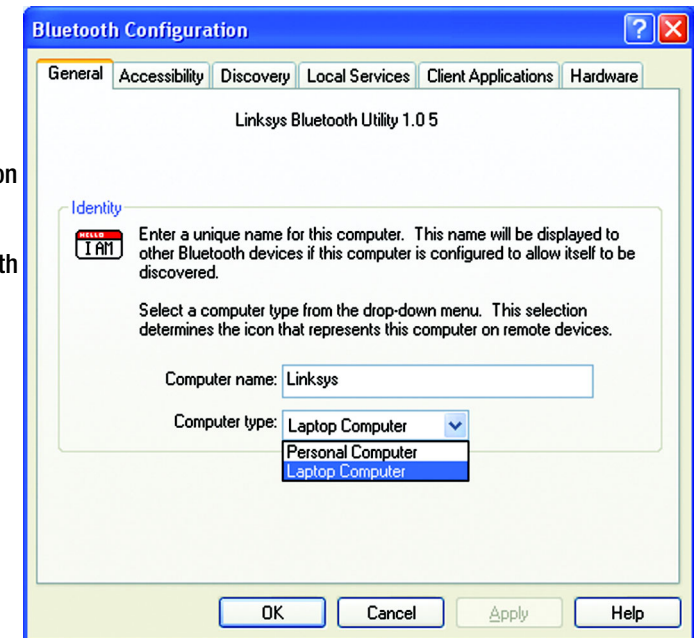 Bluetooth Configuration
General Accessibility Discovery Local Services Client Applications Hardware
Linksys Bluetooth Utility 1.0 5
on
th
Identity
HELLO
I AM
Enter a unique name for this computer. This name will be displayed to
other Bluetooth devices if this computer is configured to allow itself to be
discovered.
Select a computer type from the drop-down menu. This selection
determines the icon that represents this computer on remote devices.
Computer name: Linksys
Computer type: Laptop Computer
Personal Computer
Laptop Computer
OK Cancel Apply Help